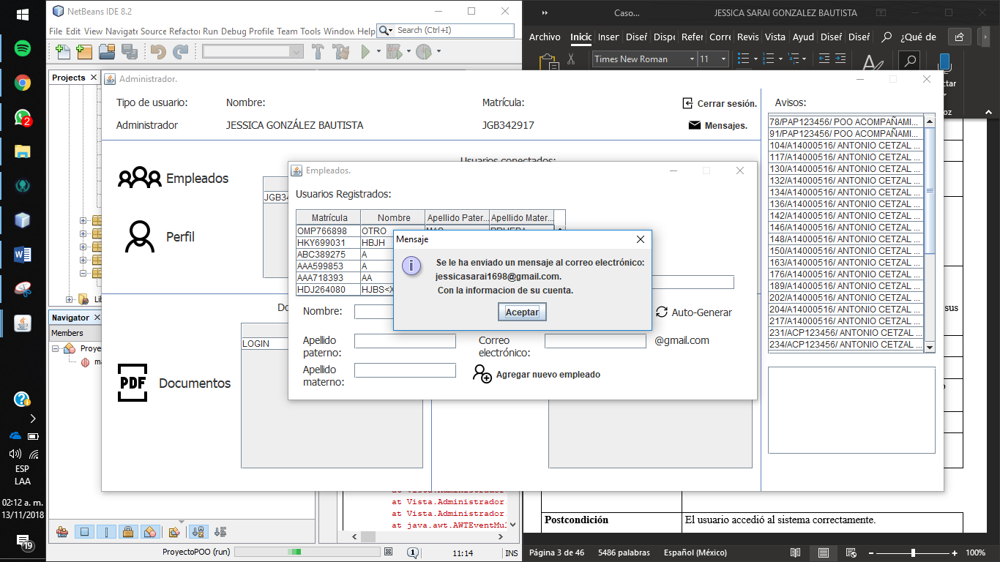 NetBeans IDE 8.2
File Edit View Navigate Source Refactor Run Debug Profile Team Tools Window Help
Search (Ctrl+I)
Caso...
JESSICA SARAI GONZALEZ BAUTISTA
Archivo Inicio Inser Diseñ Dispo Refer Corre Revis Vista Ayud Diseñ Diseñ ¿Qué de
Times New Roman 11
Projects
Administrador.
Tipo de usuario: Nombre: Matrícula: Cerrar sesión.
Administrador JESSICA GONZÁLEZ BAUTISTA JGB342917 Mensajes.
Avisos:
78/PAP123456/ POO ACOMPAÑAMI...
91/PAP123456/ POO ACOMPAÑAMI...
104/A14000516/ ANTONIO CETZAL ...
117/A14000516/ ANTONIO CETZAL ...
130/A14000516/ ANTONIO CETZAL ...
132/A14000516/ ANTONIO CETZAL ...
134/A14000516/ ANTONIO CETZAL ...
136/A14000516/ ANTONIO CETZAL ...
142/A14000516/ ANTONIO CETZAL ...
146/A14000516/ ANTONIO CETZAL ...
148/A14000516/ ANTONIO CETZAL ...
150/A14000516/ ANTONIO CETZAL ...
163/A14000516/ ANTONIO CETZAL ...
176/A14000516/ ANTONIO CETZAL ...
189/A14000516/ ANTONIO CETZAL ...
202/A14000516/ ANTONIO CETZAL ...
204/A14000516/ ANTONIO CETZAL ...
217/A14000516/ ANTONIO CETZAL ...
231/ACP123456/ ANTONIO CETZAL ...
234/ACP123456/ ANTONIO CETZAL ...
Usuarios conectados:
Empleados
JGB34
Perfil
Documentos
PDF
LOGIN
Empleados.
Usuarios Registrados:
Matrícula Nombre Apellido Pater... Apellido Mater...
OMP766898 OTRO MAS PRUEBA
HKY699031 HBJH
ABC389275 A
AAA599853 A
AAA718393 AA
HDJ264080 HJBS<X
Mensaje
Se le ha enviado un mensaje al correo electrónico:
jessicasarai1698@gmail.com.
Con la informacion de su cuenta.
Aceptar
Nombre:
Auto-Generar
Apellido paterno:
Correo electrónico:
@gmail.com
Apellido materno:
Agregar nuevo empleado
Navigator
Members
Proye
ma
sus
at Vista.Administrador.
at Vista.Administrador.
at Vista.Administrador.
at java.awt.AWTEventMul
ProyectoPOO (run)
1
11:14
INS
Postcondición El usuario accedió al sistema correctamente.
Página 3 de 46 5486 palabras Español (México) 100%
2
ESP
LAA
02:12 a. m.
13/11/2018
19